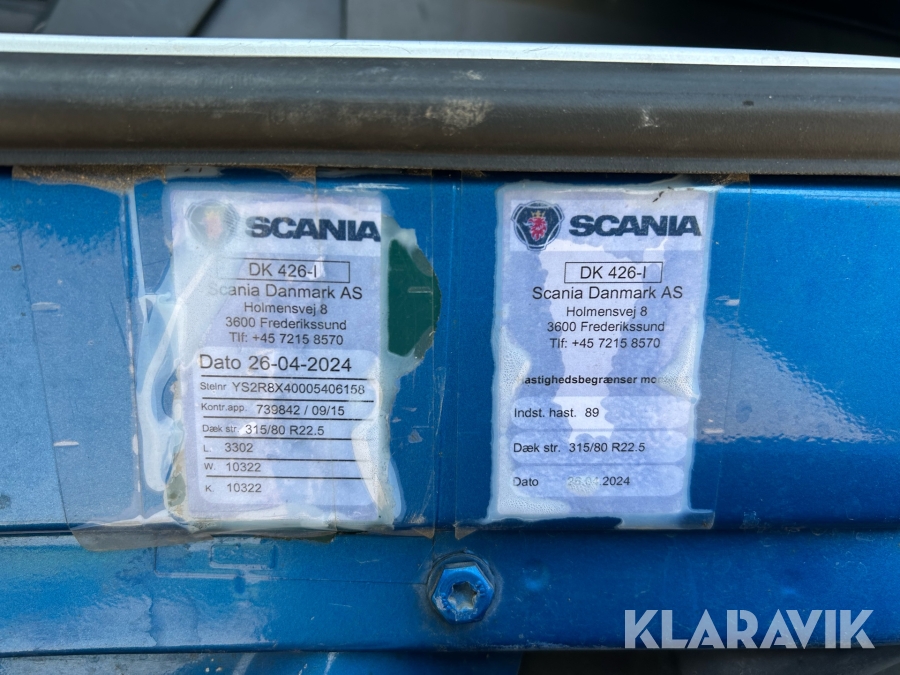 SCANIA
DK 426-I
Scania Danmark AS
Holmensvej 8
3600 Frederikssund
Tlf: +45 7215 8570
Dato 26-04-2024
Stelnr YS2R8X40005406158
Kontr.app. 739842 / 09/15
Dæk str. 315/80 R22.5
L. 3302
W. 10322
K. 10322
SCANIA
DK 426-I
Scania Danmark AS
Holmensvej 8
3600 Frederikssund
Tlf: +45 7215 8570
Hastighedsbegrænser
Indst. hast. 89
Dæk str. 315/80 R22.5
Dato 2024
KLARAVIK